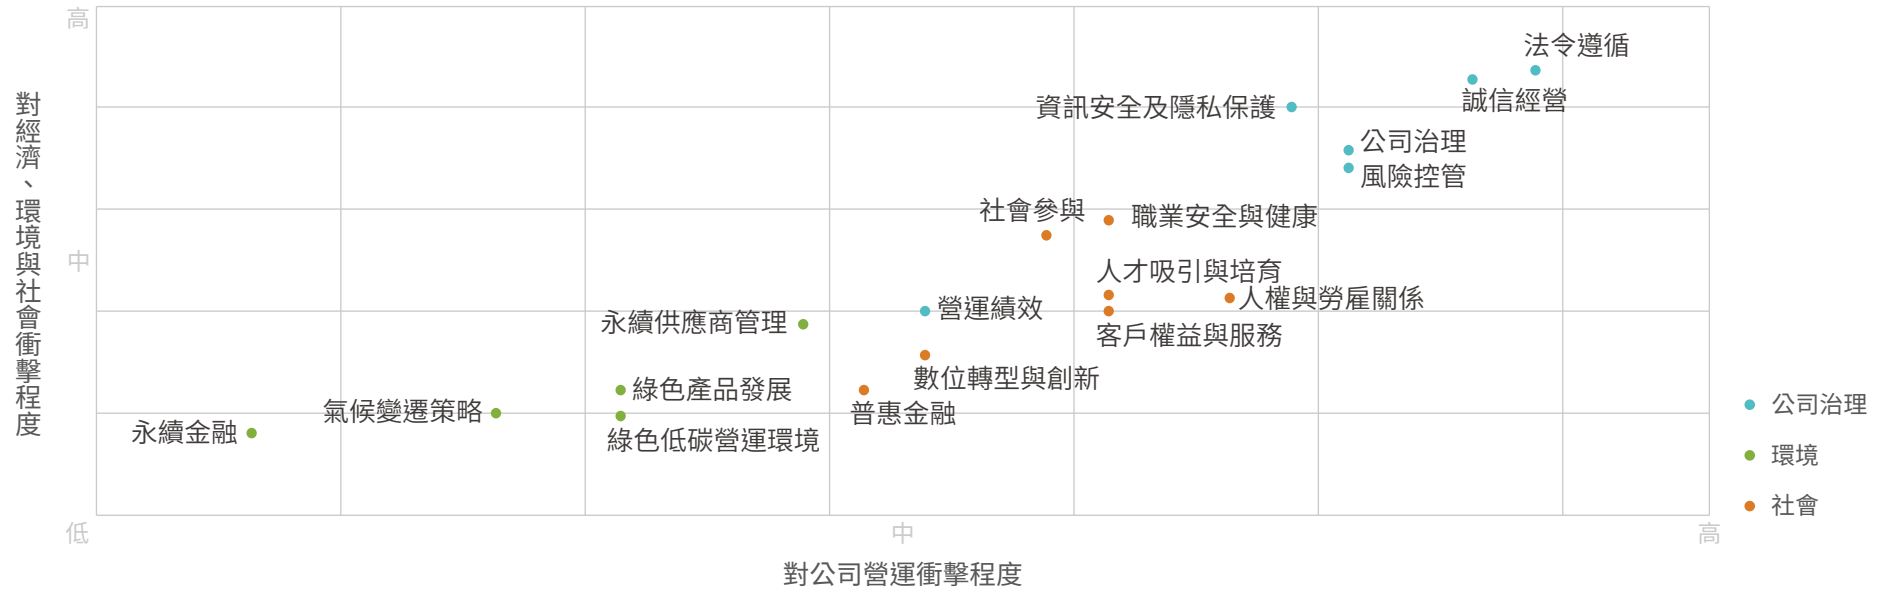 高
法令遵循
誠信經營
資訊安全及隱私保護
公司治理
風險控管
社會參與
職業安全與健康
對經濟、環境與社會衝擊程度
中
人才吸引與培育
人權與勞雇關係
營運績效
永續供應商管理
客戶權益與服務
數位轉型與創新
綠色產品發展
普惠金融
氣候變遷策略
永續金融
綠色低碳營運環境
公司治理
環境
社會
低
中
高
對公司營運衝擊程度